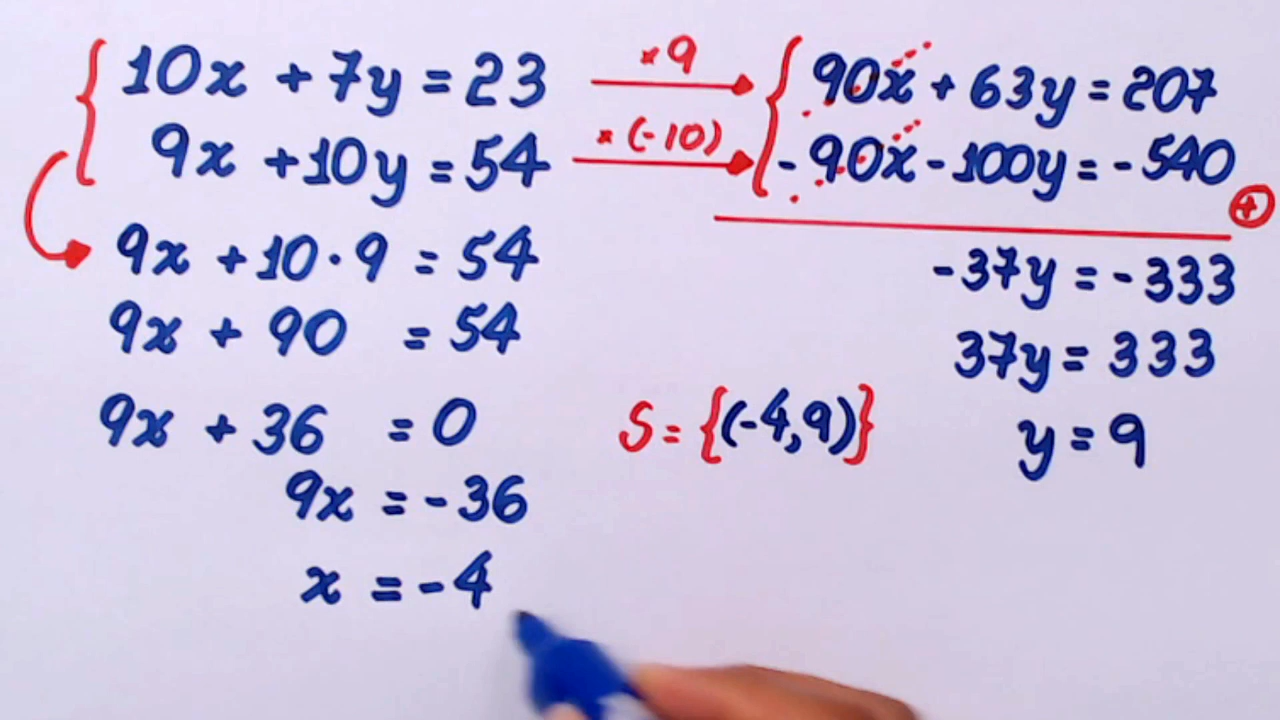 10x + 7y = 23
9x + 10y = 54
×9
×(-10)
90x + 63y = 207
-90x - 100y = -540
+
-37y = -333
37y = 333
y = 9
9x + 10·9 = 54
9x + 90 = 54
9x + 36 = 0
9x = -36
x = -4
S = {(-4,9)}